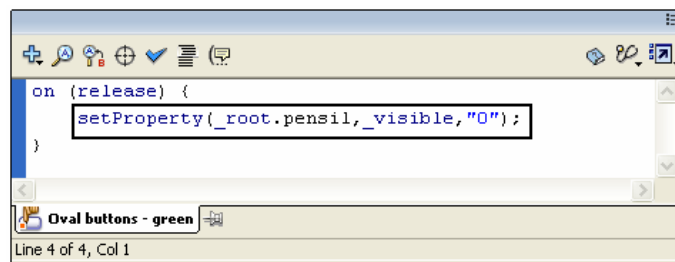 on (release) {
setProperty(_root.pensil,_visible,"0");
}
Oval buttons - green
Line 4 of 4, Col 1